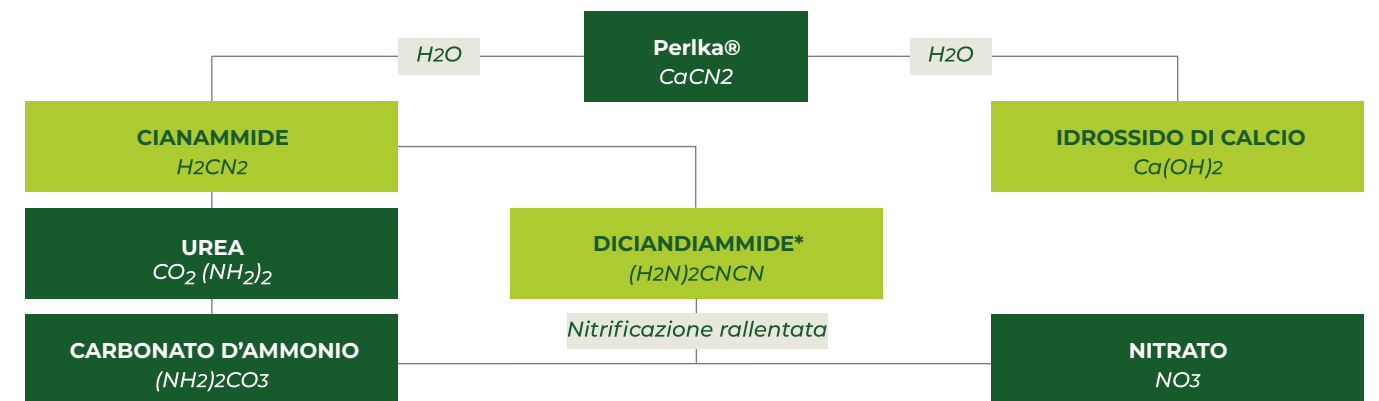 H2O
Perlka®
CaCN2
H2O
CIANAMMIDE
H2CN2
IDROSSIDO DI CALCIO
Ca(OH)2
UREA
CO2 (NH2)2
DICIANDIAMMIDE*
(H2N)2CNCN
Nitrificazione rallentata
CARBONATO D’AMMONIO
(NH2)2CO3
NITRATO
NO3